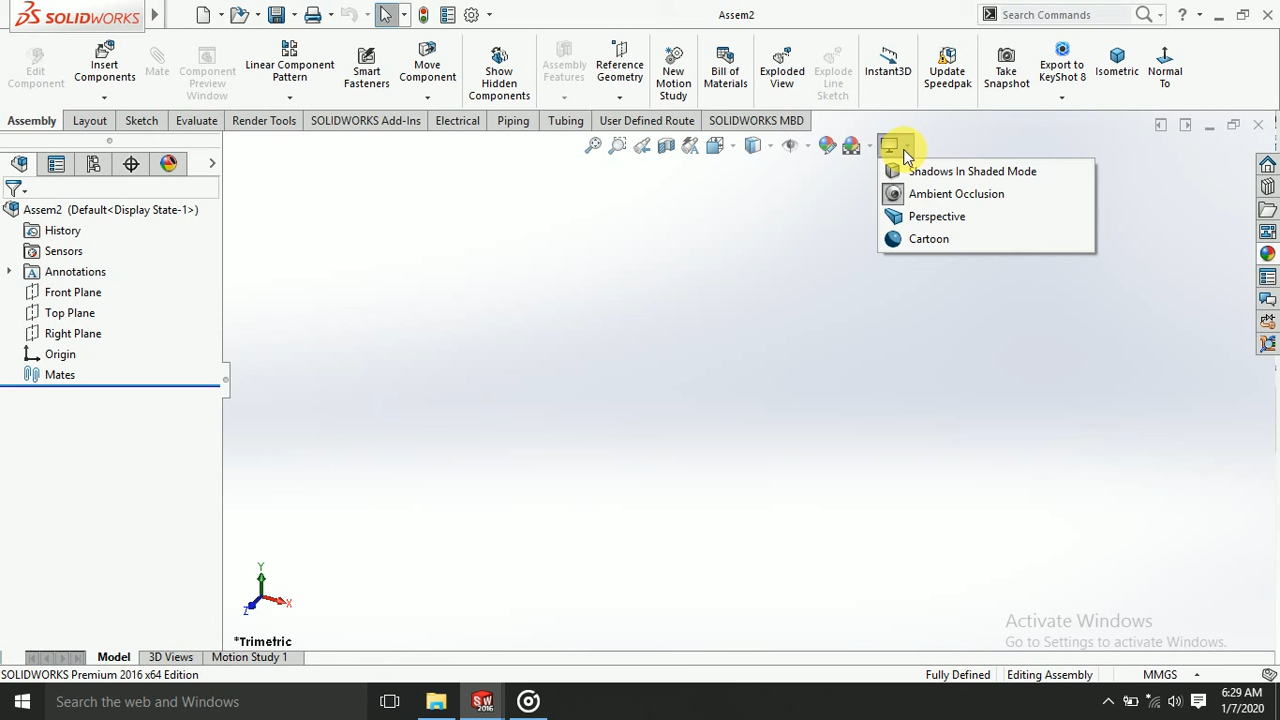 SOLIDWORKS
Assem2
Search Commands
Edit Component
Insert Components
Mate
Component Preview Window
Linear Component Pattern
Smart Fasteners
Move Component
Show Hidden Components
Assembly Features
Reference Geometry
New Motion Study
Bill of Materials
Exploded View
Explode Line Sketch
Instant3D
Update Speedpak
Take Snapshot
Export to KeyShot 8
Isometric
Normal To
Assembly
Layout
Sketch
Evaluate
Render Tools
SOLIDWORKS Add-Ins
Electrical
Piping
Tubing
User Defined Route
SOLIDWORKS MBD
Shadows In Shaded Mode
Ambient Occlusion
Perspective
Cartoon
Assem2 (Default<Display State-1>)
History
Sensors
Annotations
Front Plane
Top Plane
Right Plane
Origin
Mates
Y
Z
X
*Trimetric
Activate Windows
Go to Settings to activate Windows.
Model
3D Views
Motion Study 1
SOLIDWORKS Premium 2016 x64 Edition
Fully Defined
Editing Assembly
MMGS
Search the web and Windows
SW
2016
6:29 AM
1/7/2020